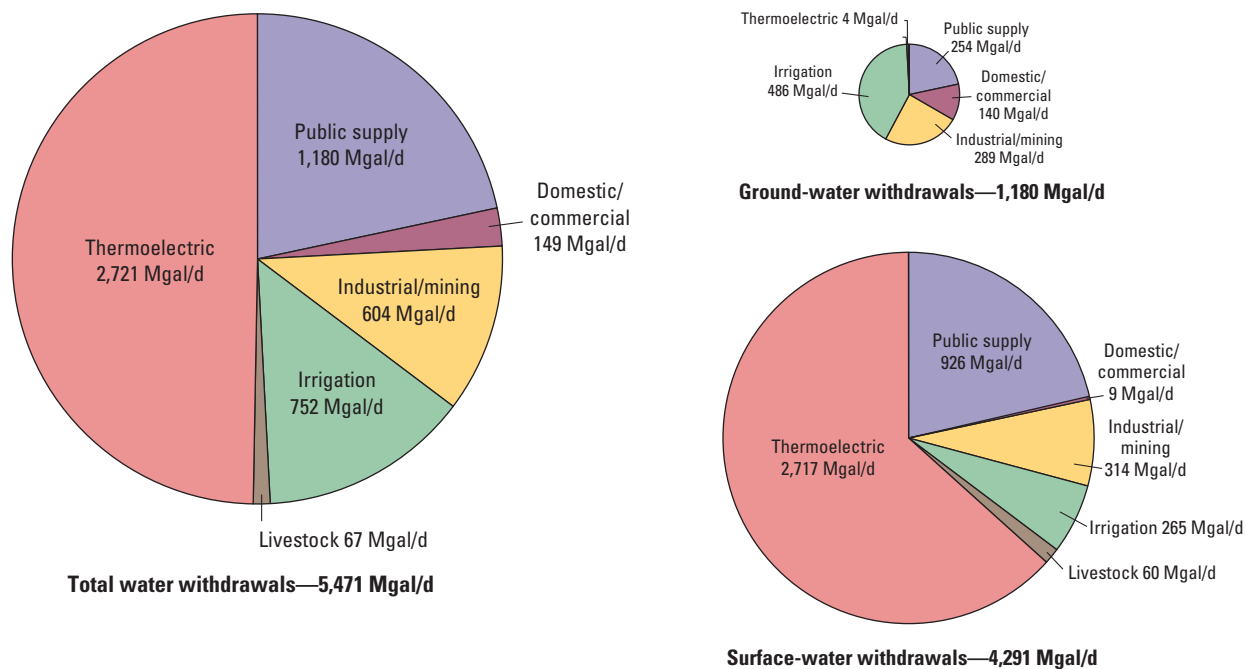 Public supply
1,180 Mgal/d
Domestic/
commercial
149 Mgal/d
Thermoelectric
2,721 Mgal/d
Industrial/mining
604 Mgal/d
Irrigation
752 Mgal/d
Livestock 67 Mgal/d
Total water withdrawals—5,471 Mgal/d
Thermoelectric 4 Mgal/d
Public supply
254 Mgal/d
Irrigation
486 Mgal/d
Domestic/
commercial
140 Mgal/d
Industrial/mining
289 Mgal/d
Ground-water withdrawals—1,180 Mgal/d
Public supply
926 Mgal/d
Domestic/
commercial
9 Mgal/d
Industrial/
mining
314 Mgal/d
Thermoelectric
2,717 Mgal/d
Irrigation 265 Mgal/d
Livestock 60 Mgal/d
Surface-water withdrawals—4,291 Mgal/d